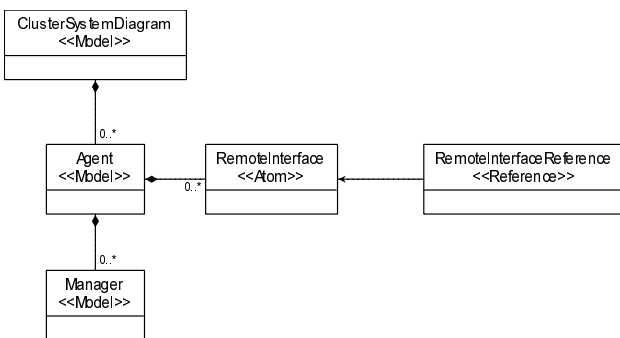 ClusterSystemDiagram
<<Model>>
0..*
Agent
<<Model>>
0..*
RemoteInterface
<<Atom>>
RemoteInterfaceReference
<<Reference>>
0..*
Manager
<<Model>>